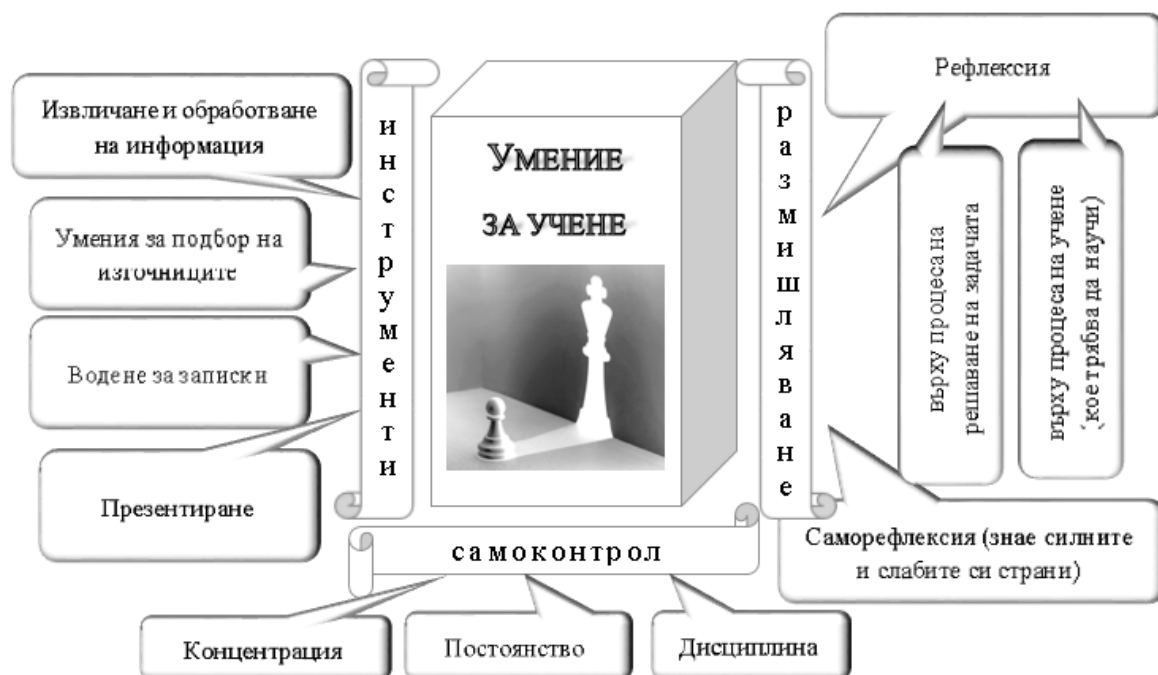 Извличане и обработване
на информация
Умения за подбор на
източниците
Водене за записки
Презентиране
инструменти
УМЕНИЕ
ЗА УЧЕНЕ
размишляване
Рефлексия
върху процеса на
решаване на задачата
върху процеса на учене
(кое трябва да научи)
Саморефлексия (знае силните
и слабите си страни)
самоконтрол
Концентрация
Постоянство
Дисциплина